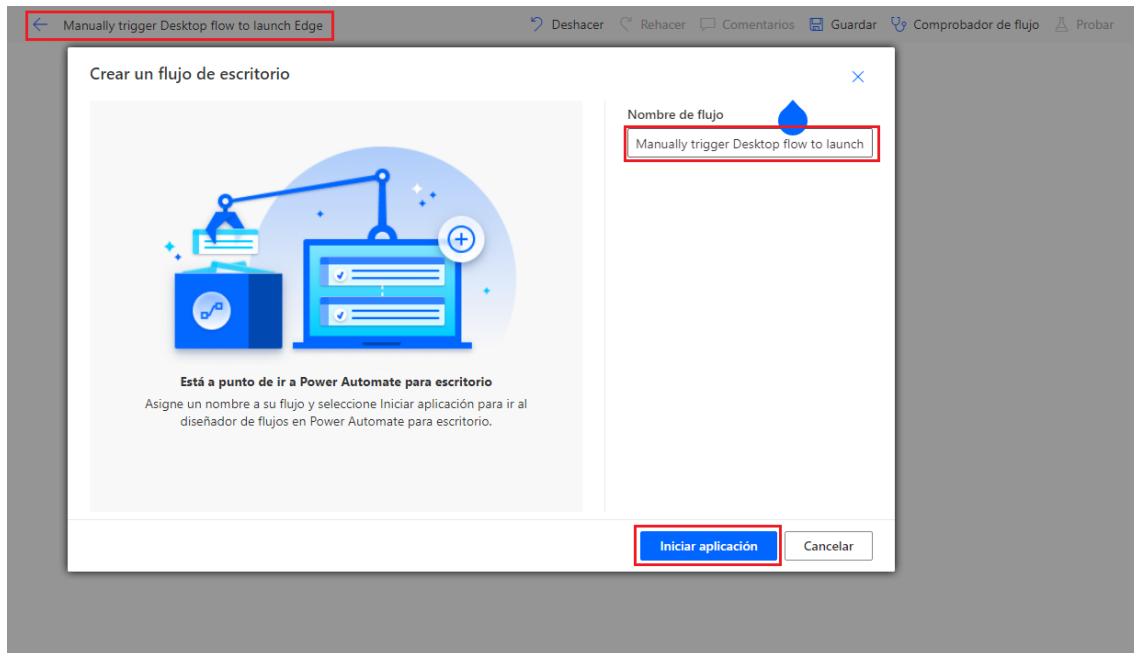 Manually trigger Desktop flow to launch Edge
Deshacer
Rehacer
Comentarios
Guardar
Comprobador de flujo
Probar
Crear un flujo de escritorio
Nombre de flujo
Manually trigger Desktop flow to launch
Está a punto de ir a Power Automate para escritorio
Asigne un nombre a su flujo y seleccione Iniciar aplicación para ir al
diseñador de flujos en Power Automate para escritorio.
Iniciar aplicación
Cancelar